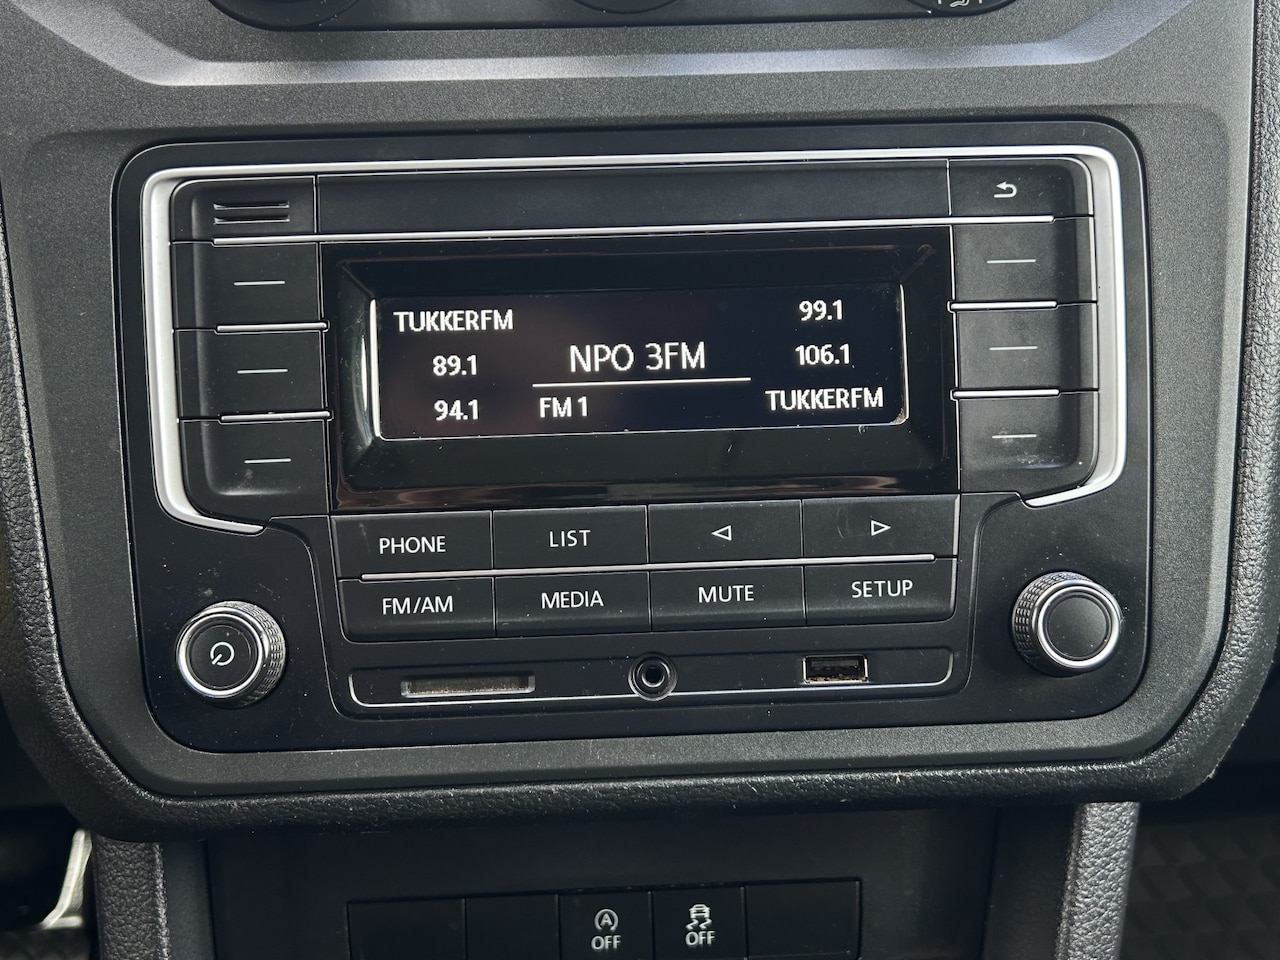 TUKKERFM
89.1
94.1
NPO 3FM
FM 1
99.1
106.1
TUKKERFM
PHONE
LIST
FM/AM
MEDIA
MUTE
SETUP
A
OFF
OFF